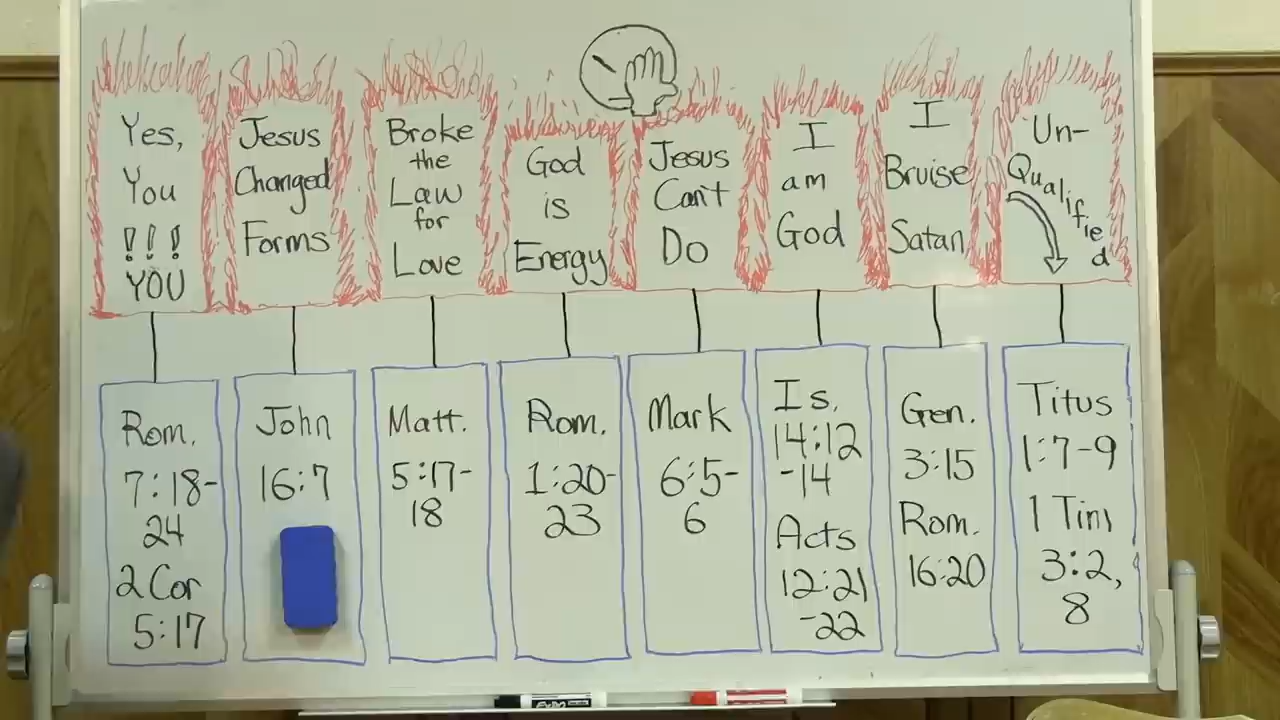 Yes,
You
!!!
YOU
Jesus
Changed
Forms
Broke
the
Law
for
Love
God
is
Energy
Jesus
Can't
Do
I
am
God
I
Bruise
Satan
Un-
Qualified
Rom.
7:18-
24
2 Cor
5:17
John
16:7
Matt.
5:17-
18
Rom.
1:20-
23
Mark
6:5-
6
Is.
14:12
-14
Acts
12:21
-22
Gen.
3:15
Rom.
16:20
Titus
1:7-9
1 Tim
3:2,
8
EXPO